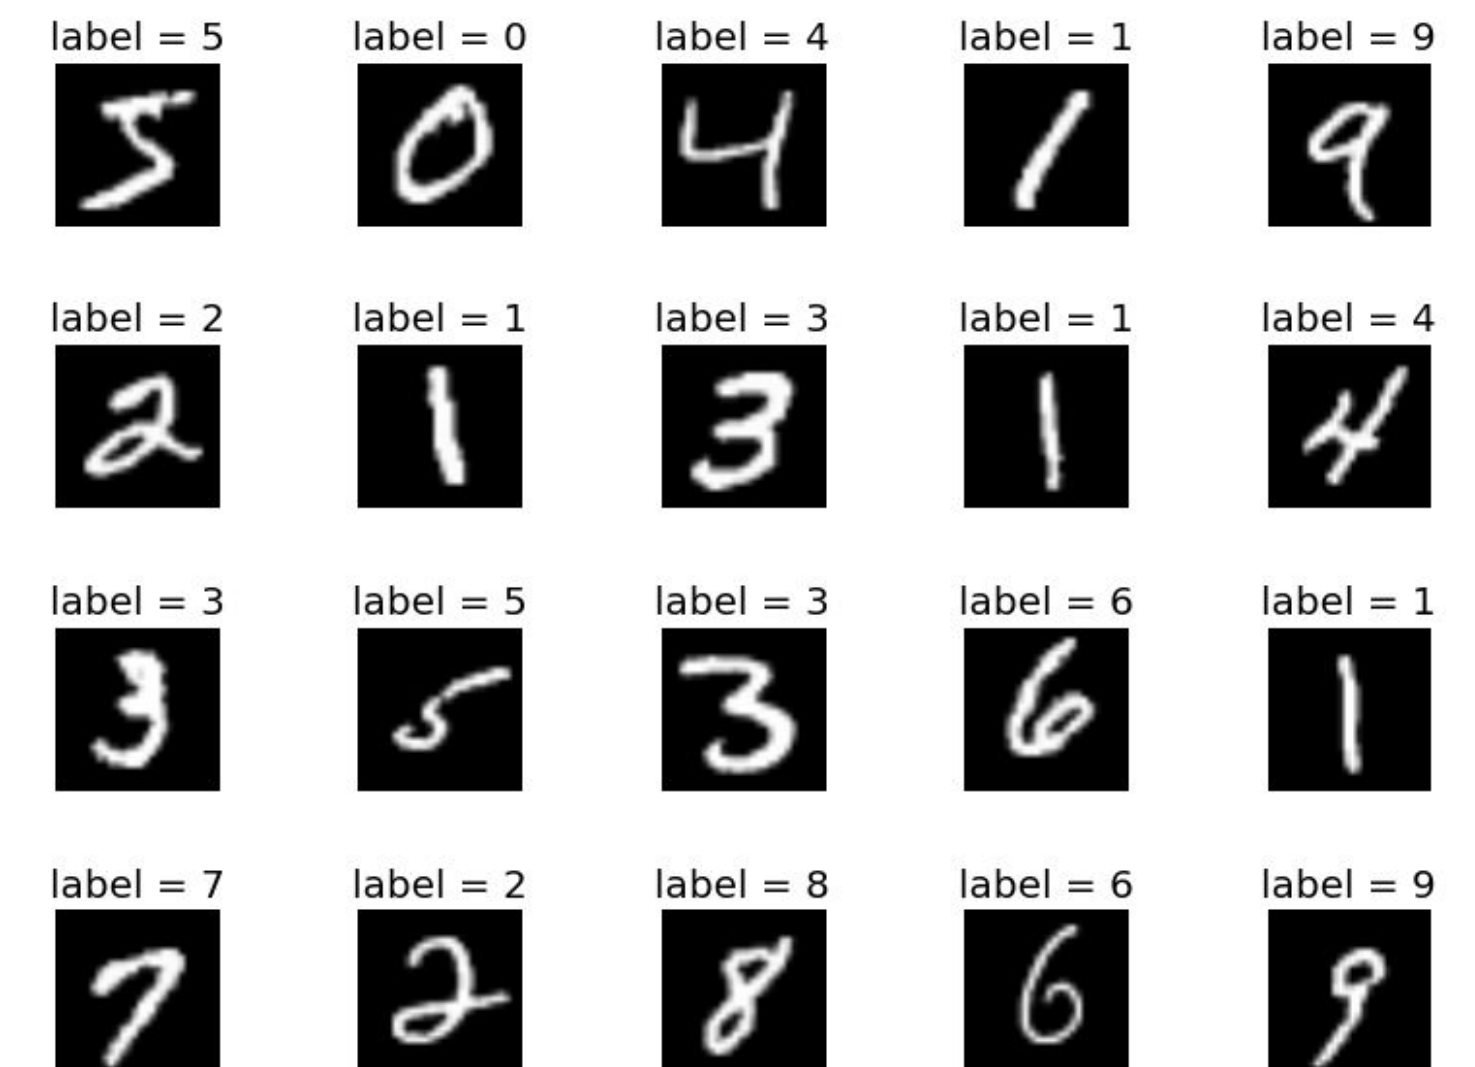 label = 5 label = 0 label = 4 label = 1 label = 9
5 0 4 1 9
label = 2 label = 1 label = 3 label = 1 label = 4
2 1 3 1 4
label = 3 label = 5 label = 3 label = 6 label = 1
3 5 3 6 1
label = 7 label = 2 label = 8 label = 6 label = 9
7 2 8 6 9